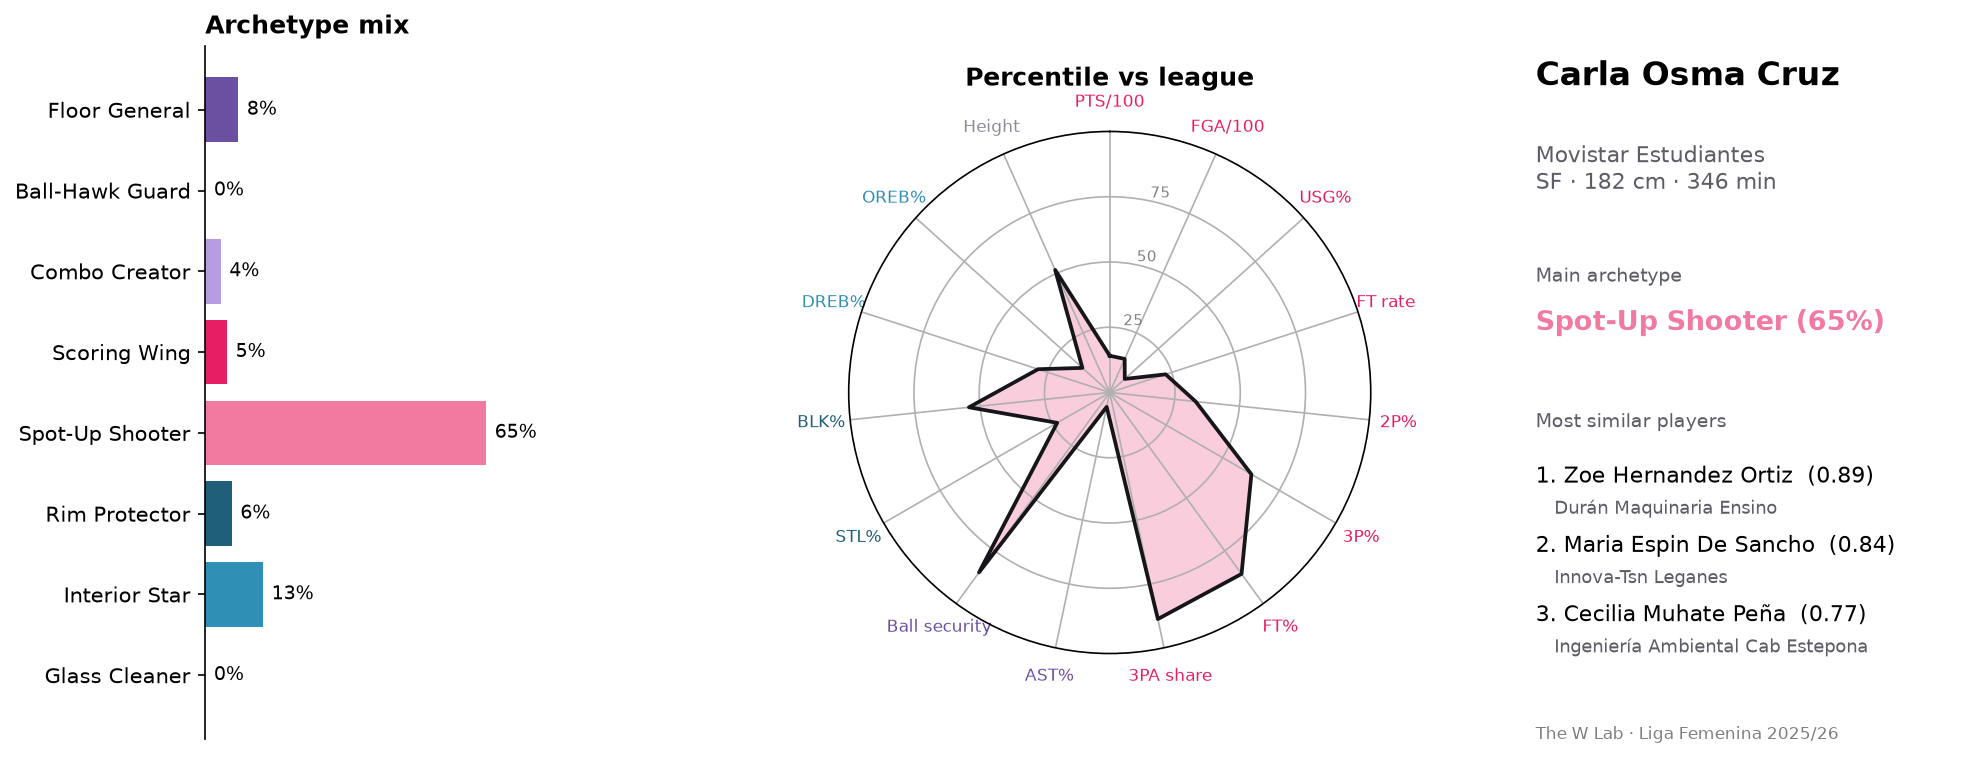 Archetype mix
Floor General
8%
Ball-Hawk Guard
0%
Combo Creator
4%
Scoring Wing
5%
Spot-Up Shooter
65%
Rim Protector
6%
Interior Star
13%
Glass Cleaner
0%
Percentile vs league
PTS/100
FGA/100
USG%
FT rate
2P%
3P%
FT%
3PA share
AST%
Ball security
STL%
BLK%
DREB%
OREB%
Height
75
50
25
Carla Osma Cruz
Movistar Estudiantes
SF · 182 cm · 346 min
Main archetype
Spot-Up Shooter (65%)
Most similar players
1. Zoe Hernandez Ortiz (0.89)
Durán Maquinaria Ensino
2. Maria Espin De Sancho (0.84)
Innova-Tsn Leganes
3. Cecilia Muhate Peña (0.77)
Ingeniería Ambiental Cab Estepona
The W Lab · Liga Femenina 2025/26